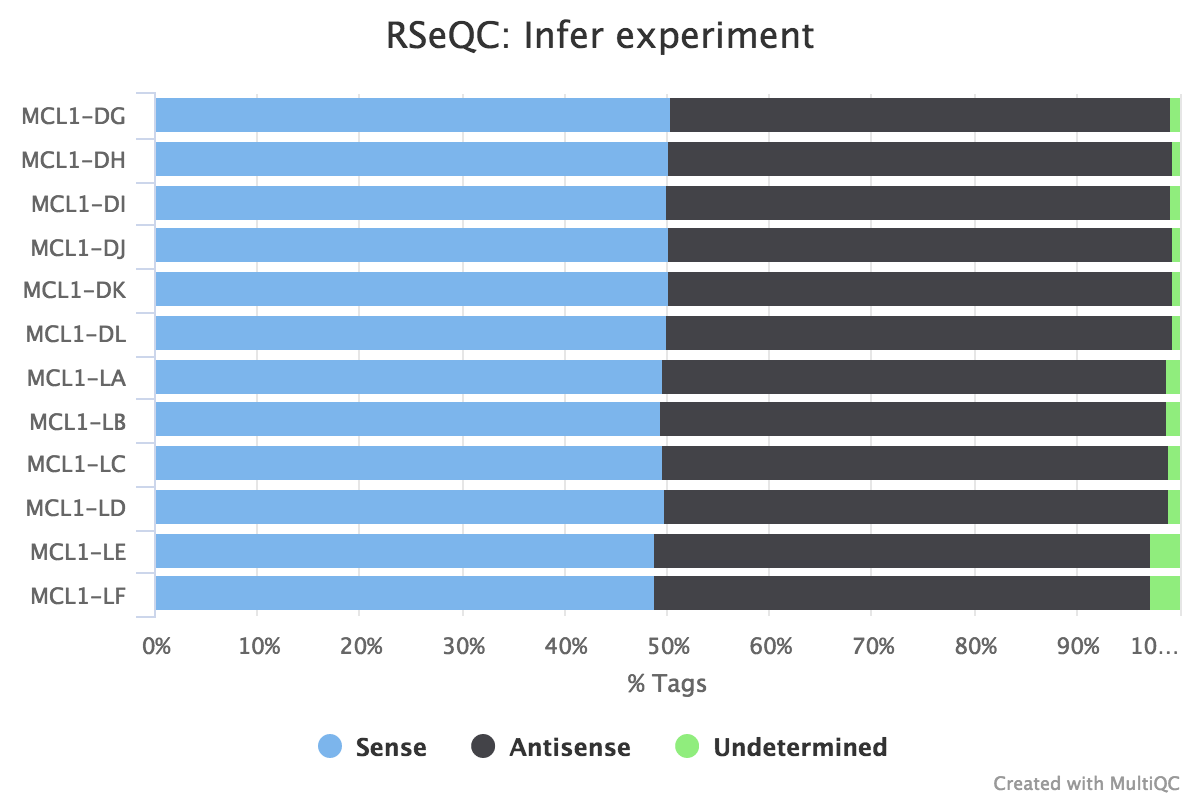 RSeQC: Infer experiment
MCL1-DG
MCL1-DH
MCL1-DI
MCL1-DJ
MCL1-DK
MCL1-DL
MCL1-LA
MCL1-LB
MCL1-LC
MCL1-LD
MCL1-LE
MCL1-LF
0% 10% 20% 30% 40% 50% 60% 70% 80% 90% 10...
% Tags
Sense Antisense Undetermined
Created with MultiQC